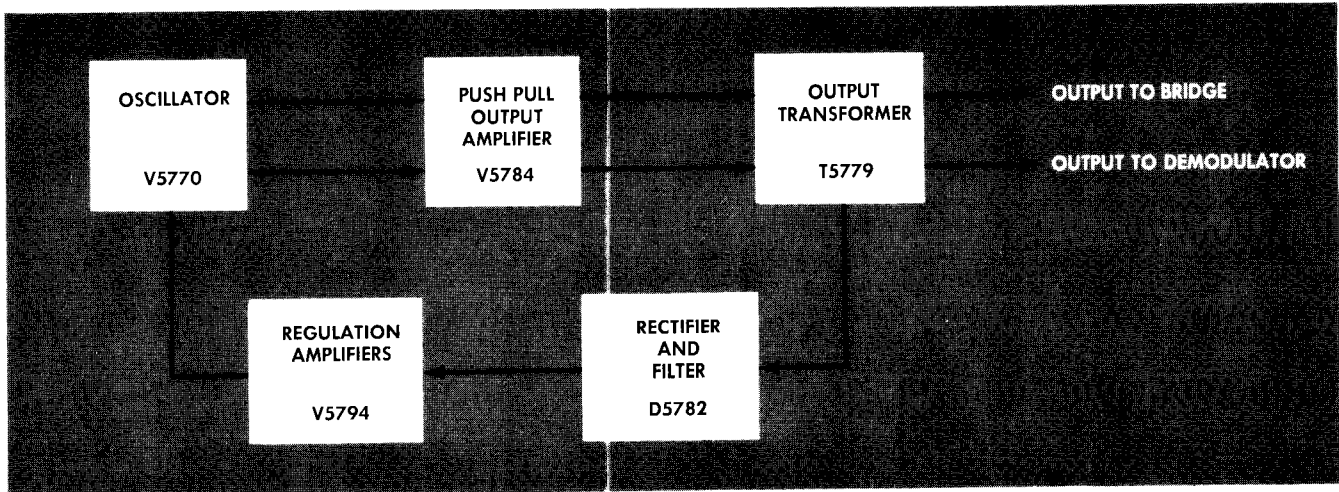 OSCILLATOR
V5770
PUSH PULL
OUTPUT
AMPLIFIER
V5784
OUTPUT
TRANSFORMER
T5779
OUTPUT TO BRIDGE
OUTPUT TO DEMODULATOR
REGULATION
AMPLIFIERS
V5794
RECTIFIER
AND
FILTER
D5782